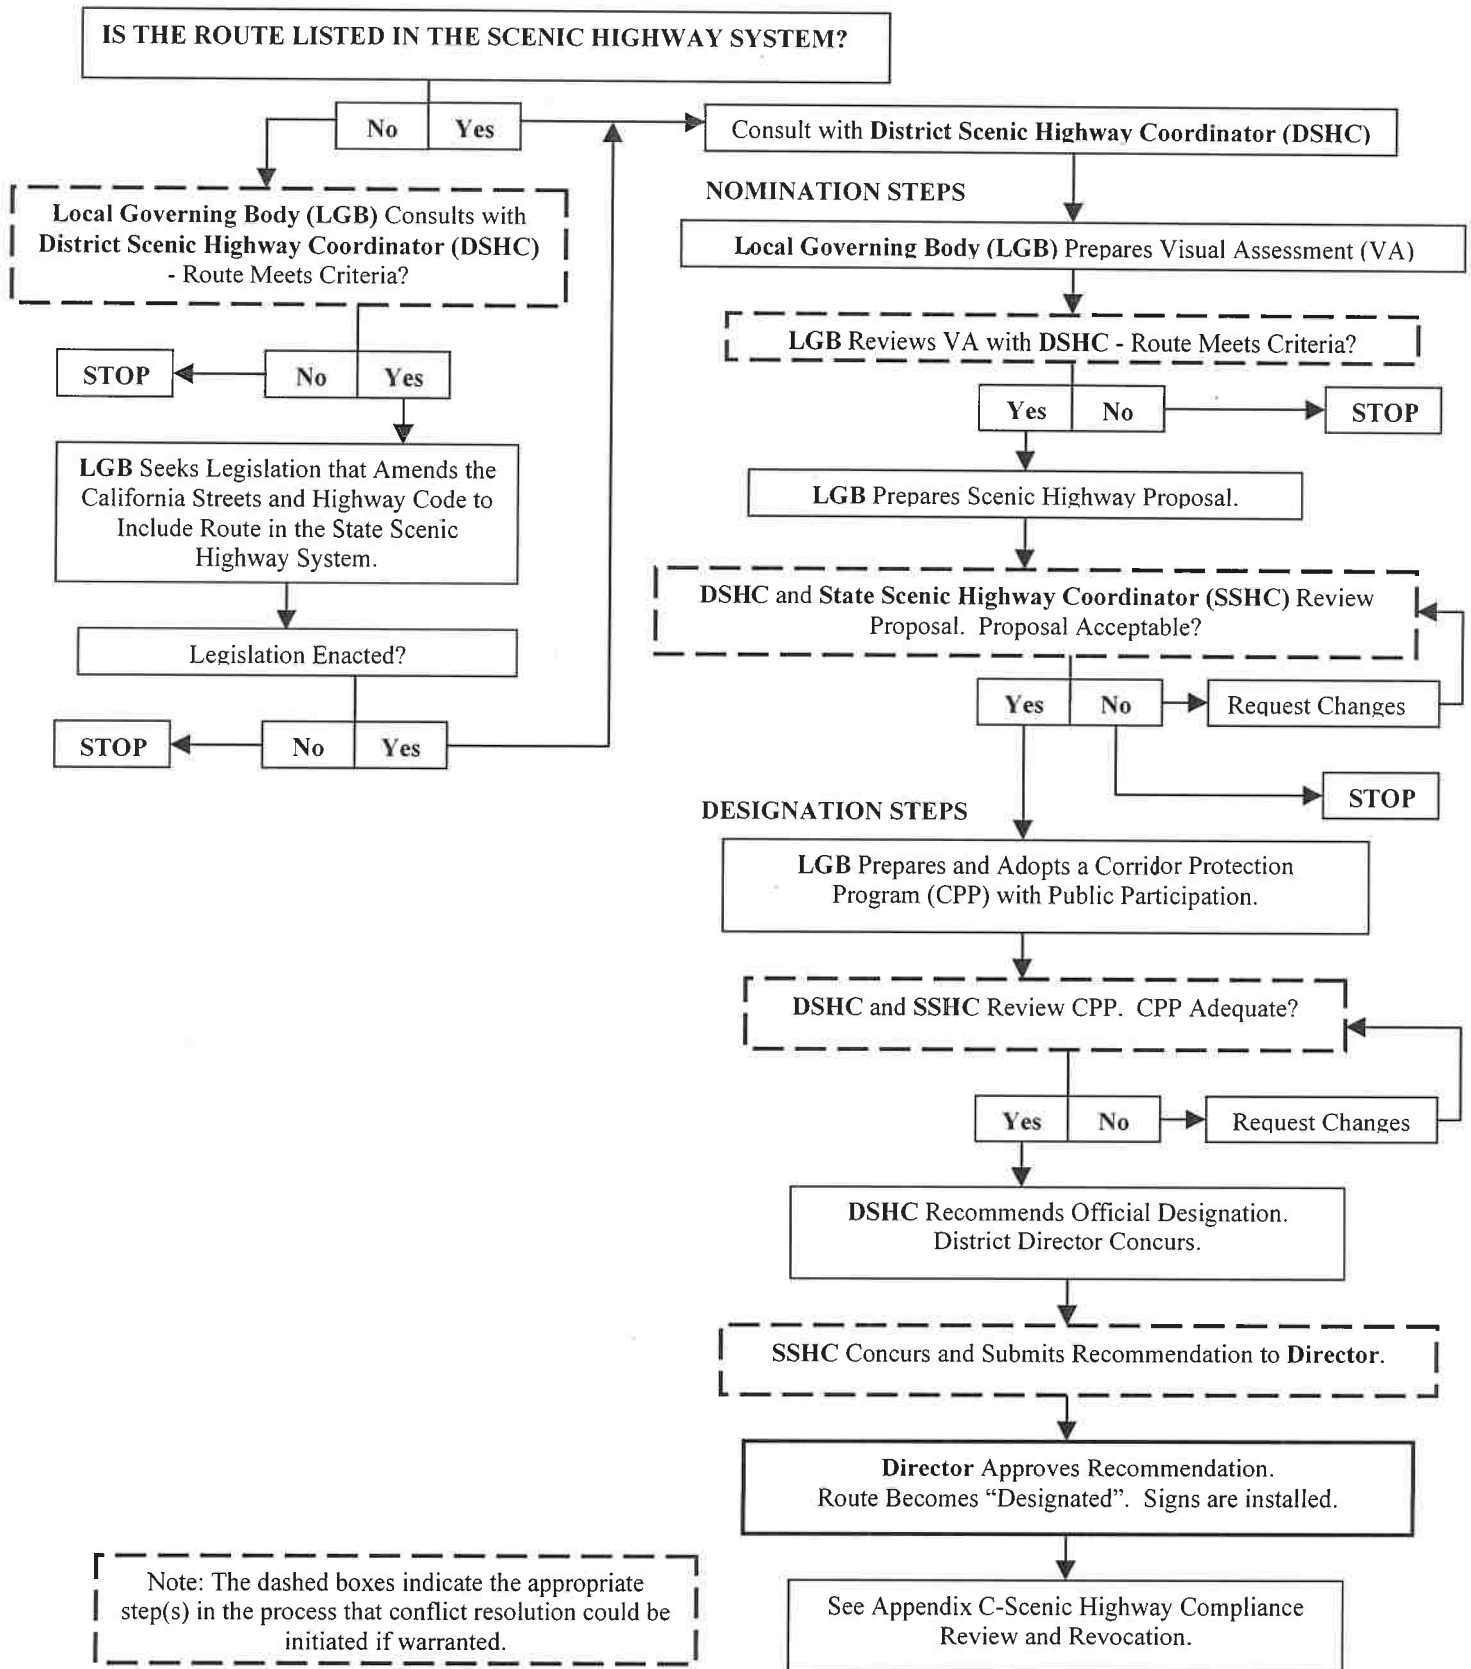 IS THE ROUTE LISTED IN THE SCENIC HIGHWAY SYSTEM?
No
Yes
Local Governing Body (LGB) Consults with
District Scenic Highway Coordinator (DSHC)
- Route Meets Criteria?
STOP
No
Yes
LGB Seeks Legislation that Amends the
California Streets and Highway Code to
Include Route in the State Scenic
Highway System.
Legislation Enacted?
STOP
No
Yes
Consult with District Scenic Highway Coordinator (DSHC)
NOMINATION STEPS
Local Governing Body (LGB) Prepares Visual Assessment (VA)
LGB Reviews VA with DSHC - Route Meets Criteria?
Yes
No
STOP
LGB Prepares Scenic Highway Proposal.
DSHC and State Scenic Highway Coordinator (SSHC) Review
Proposal. Proposal Acceptable?
Yes
No
Request Changes
STOP
DESIGNATION STEPS
LGB Prepares and Adopts a Corridor Protection
Program (CPP) with Public Participation.
DSHC and SSHC Review CPP. CPP Adequate?
Yes
No
Request Changes
DSHC Recommends Official Designation.
District Director Concurs.
SSHC Concurs and Submits Recommendation to Director.
Director Approves Recommendation.
Route Becomes “Designated”. Signs are installed.
See Appendix C-Scenic Highway Compliance
Review and Revocation.
Note: The dashed boxes indicate the appropriate
step(s) in the process that conflict resolution could be
initiated if warranted.